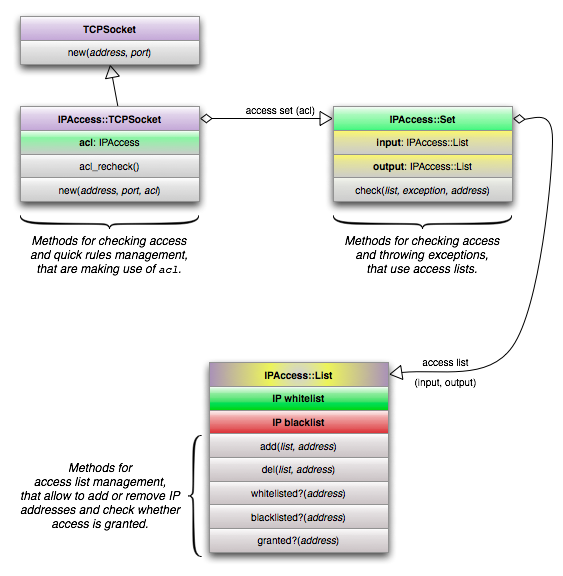 TCPSocket
new(address, port)
IPAccess::TCPSocket
acl: IPAccess
acl_recheck()
new(address, port, acl)
access set (acl)
IPAccess::Set
input: IPAccess::List
output: IPAccess::List
check(list, exception, address)
Methods for checking access
and quick rules management,
that are making use of acl.
Methods for checking access
and throwing exceptions,
that use access lists.
access list
(input, output)
IPAccess::List
IP whitelist
IP blacklist
add(list, address)
del(list, address)
whitelisted?(address)
blacklisted?(address)
granted?(address)
Methods for
access list management,
that allow to add or remove IP
addresses and check whether
access is granted.